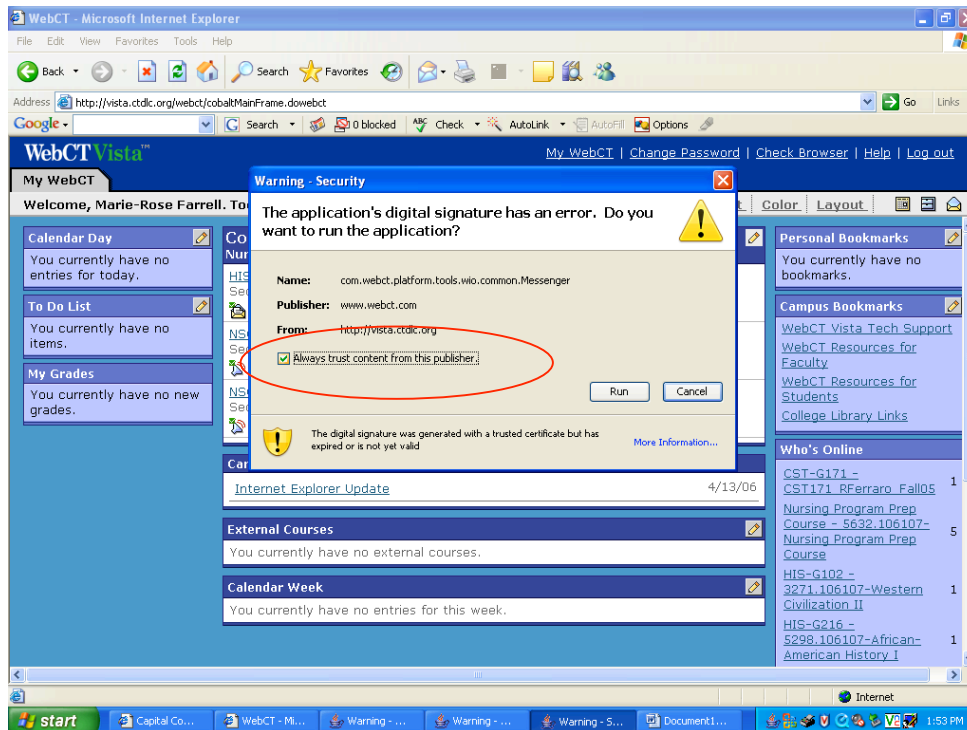 WebCT - Microsoft Internet Explorer
File Edit View Favorites Tools Help
Back Search Favorites
Address http://vista.ctdlc.org/webct/cobaltMainFrame.dowebct Go Links
Google Search 0 blocked Check AutoLink AutoFill Options
WebCT Vista™ My WebCT | Change Password | Check Browser | Help | Log out
My WebCT
Welcome, Marie-Rose Farrell. Color Layout
Calendar Day
You currently have no
entries for today.
To Do List
You currently have no
items.
My Grades
You currently have no new
grades.
Warning - Security
The application's digital signature has an error. Do you
want to run the application?
Name: com.webct.platform.tools.wio.common.Messenger
Publisher: www.webct.com
From: http://vista.ctdlc.org
Always trust content from this publisher.
Run Cancel
The digital signature was generated with a trusted certificate but has
expired or is not yet valid
More Information...
Internet Explorer Update 4/13/06
External Courses
You currently have no external courses.
Calendar Week
You currently have no entries for this week.
Personal Bookmarks
You currently have no
bookmarks.
Campus Bookmarks
WebCT Vista Tech Support
WebCT Resources for
Faculty
WebCT Resources for
Students
College Library Links
Who's Online
CST-G171 -
CST171_RFerraro_Fall05 1
Nursing Program Prep
Course - 5632.106107-
Nursing Program Prep
Course 5
HIS-G102 -
3271.106107-Western
Civilization II 1
HIS-G216 -
5298.106107-African-
American History I 1
Internet
start Capital Co... WebCT - Mi... Warning - ... Warning - ... Warning - S... Document1... 1:53 PM